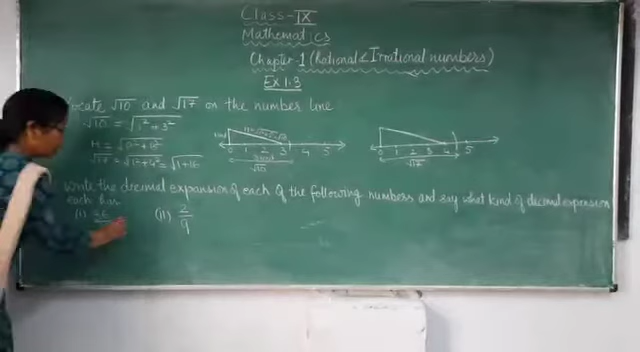 Class-IX
Mathematics
Chapter-1 (Rational & Irrational numbers)
Ex 1.3
Locate √10 and √17 on the number line
√10 = √1²+3²
√17 = √1²+4² = √1+16
0 1 2 3 4 5
√10
0 1 2 3 4 5
√17
Write the decimal expansion of each of the following numbers and say what kind of decimal expansion
each has
(i)
(ii) 2/9